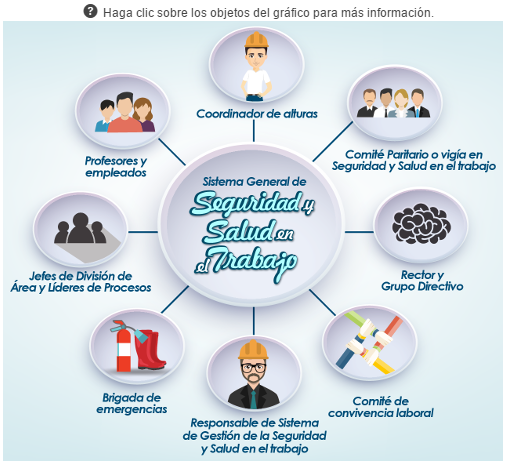 ? Haga clic sobre los objetos del gráfico para más información.
Coordinador de alturas
Profesores y
empleados
Comité Paritario o vigía en
Seguridad y Salud en el trabajo
Sistema General de
Seguridad y
Salud en
el Trabajo
Jefes de División de
Área y Líderes de Procesos
Rector y
Grupo Directivo
Brigada de
emergencias
Responsable de Sistema
de Gestión de la Seguridad
y Salud en el trabajo
Comité de
convivencia laboral